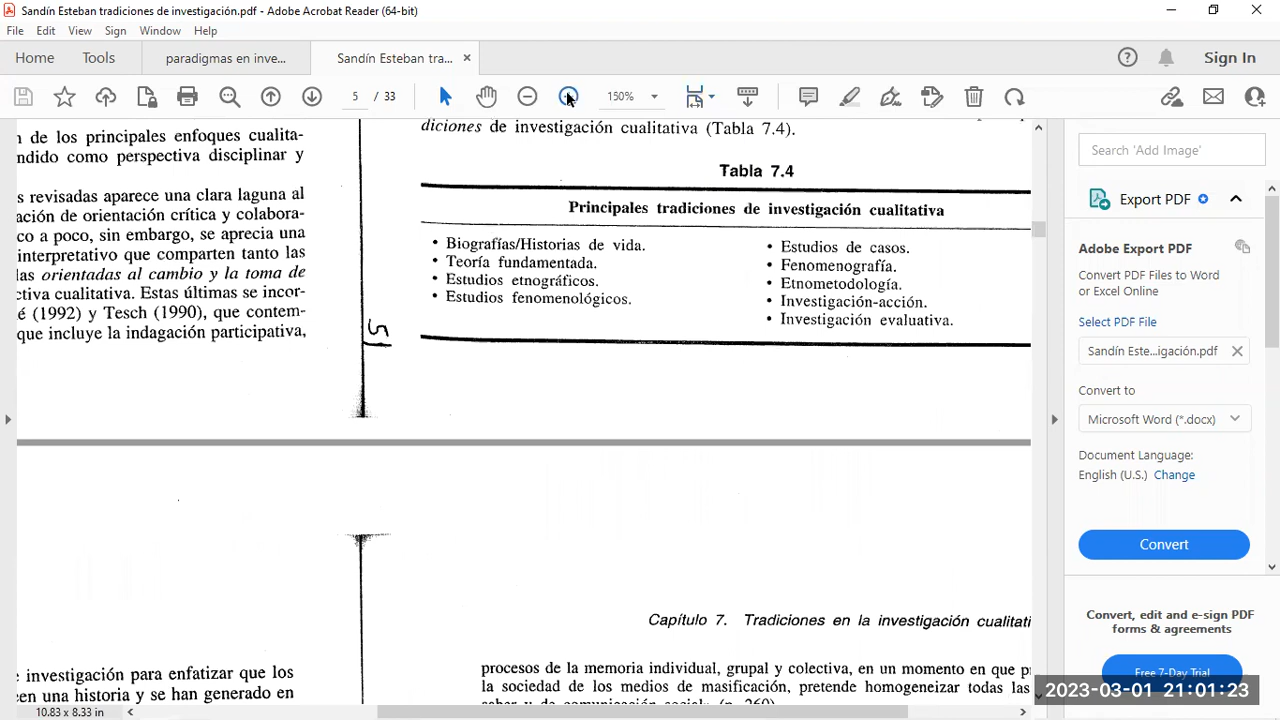 Sandín Esteban tradiciones de investigación.pdf - Adobe Acrobat Reader (64-bit)
File Edit View Sign Window Help
Home Tools paradigmas en inve... Sandín Esteban tra... ×
? Sign In
5 / 33 150%
n de los principales enfoques cualita-
ndido como perspectiva disciplinar y
s revisadas aparece una clara laguna al
ación de orientación crítica y colabora-
co a poco, sin embargo, se aprecia una
interpretativo que comparten tanto las
las orientadas al cambio y la toma de
ctiva cualitativa. Estas últimas se incor-
é (1992) y Tesch (1990), que contem-
que incluye la indagación participativa,
5
diciones de investigación cualitativa (Tabla 7.4).
Tabla 7.4
Principales tradiciones de investigación cualitativa
• Biografías/Historias de vida.
• Teoría fundamentada.
• Estudios etnográficos.
• Estudios fenomenológicos.
• Estudios de casos.
• Fenomenografía.
• Etnometodología.
• Investigación-acción.
• Investigación evaluativa.
e investigación para enfatizar que los
en una historia y se han generado en
Capítulo 7. Tradiciones en la investigación cualitati
procesos de la memoria individual, grupal y colectiva, en un momento en que p
la sociedad de los medios de masificación, pretende homogeneizar todas las
10.83 x 8.33 in
Search 'Add Image'
Export PDF
Adobe Export PDF
Convert PDF Files to Word
or Excel Online
Select PDF File
Sandín Este...igación.pdf ×
Convert to
Microsoft Word (*.docx)
Document Language:
English (U.S.) Change
Convert
Convert, edit and e-sign PDF
forms & agreements
Free 7-Day Trial
2023-03-01 21:01:23